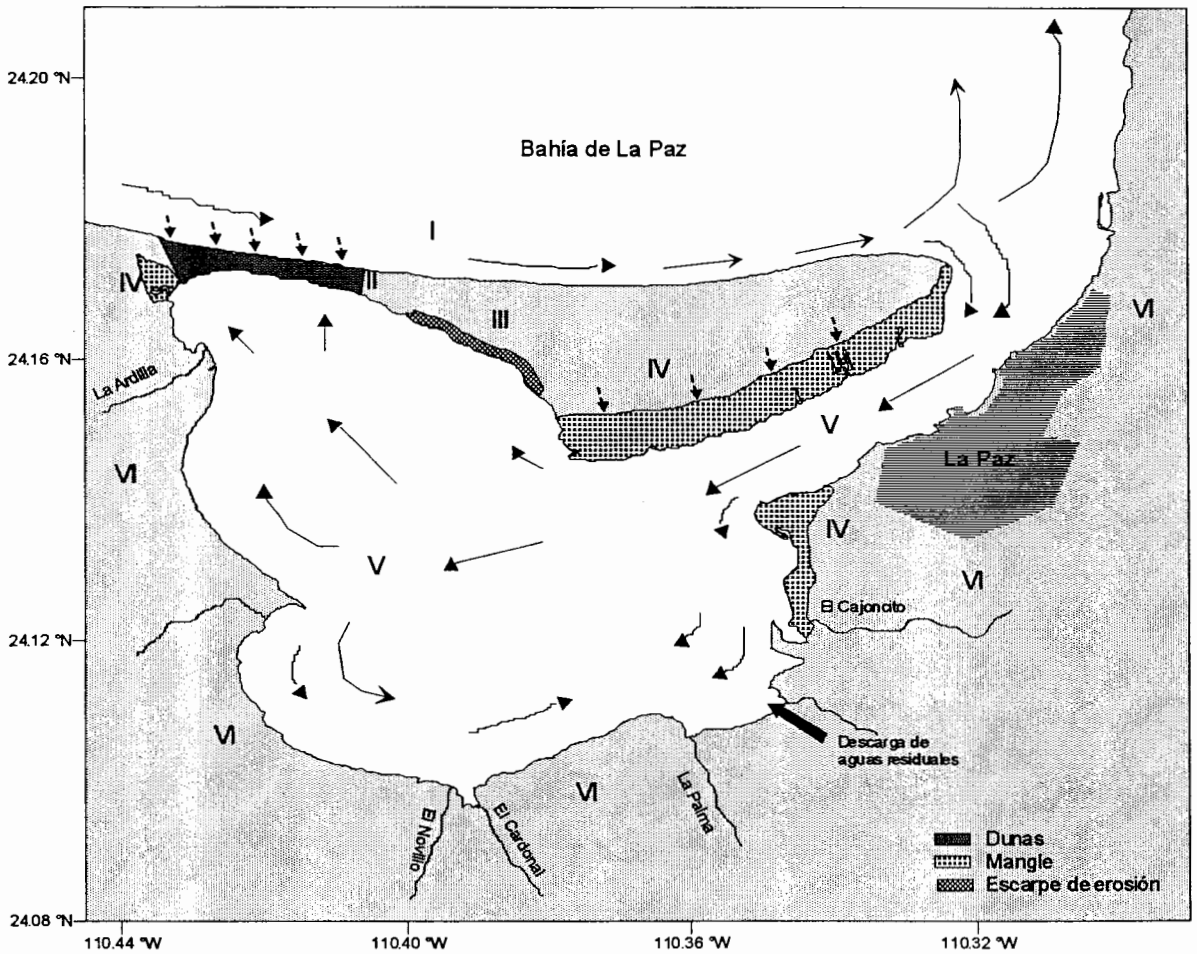 24.20 °N
Bahía de La Paz
I
II
IV
III
IV
VI
24.16 °N
La Ardilla
V
La Paz
VI
IV
V
VI
El Cajoncito
24.12 °N
VI
Descarga de
aguas residuales
VI
La Palma
El Novillo
El Cardonal
Dunas
Mangle
Escarpe de erosión
24.08 °N
110.44 °W
110.40 °W
110.36 °W
110.32 °W